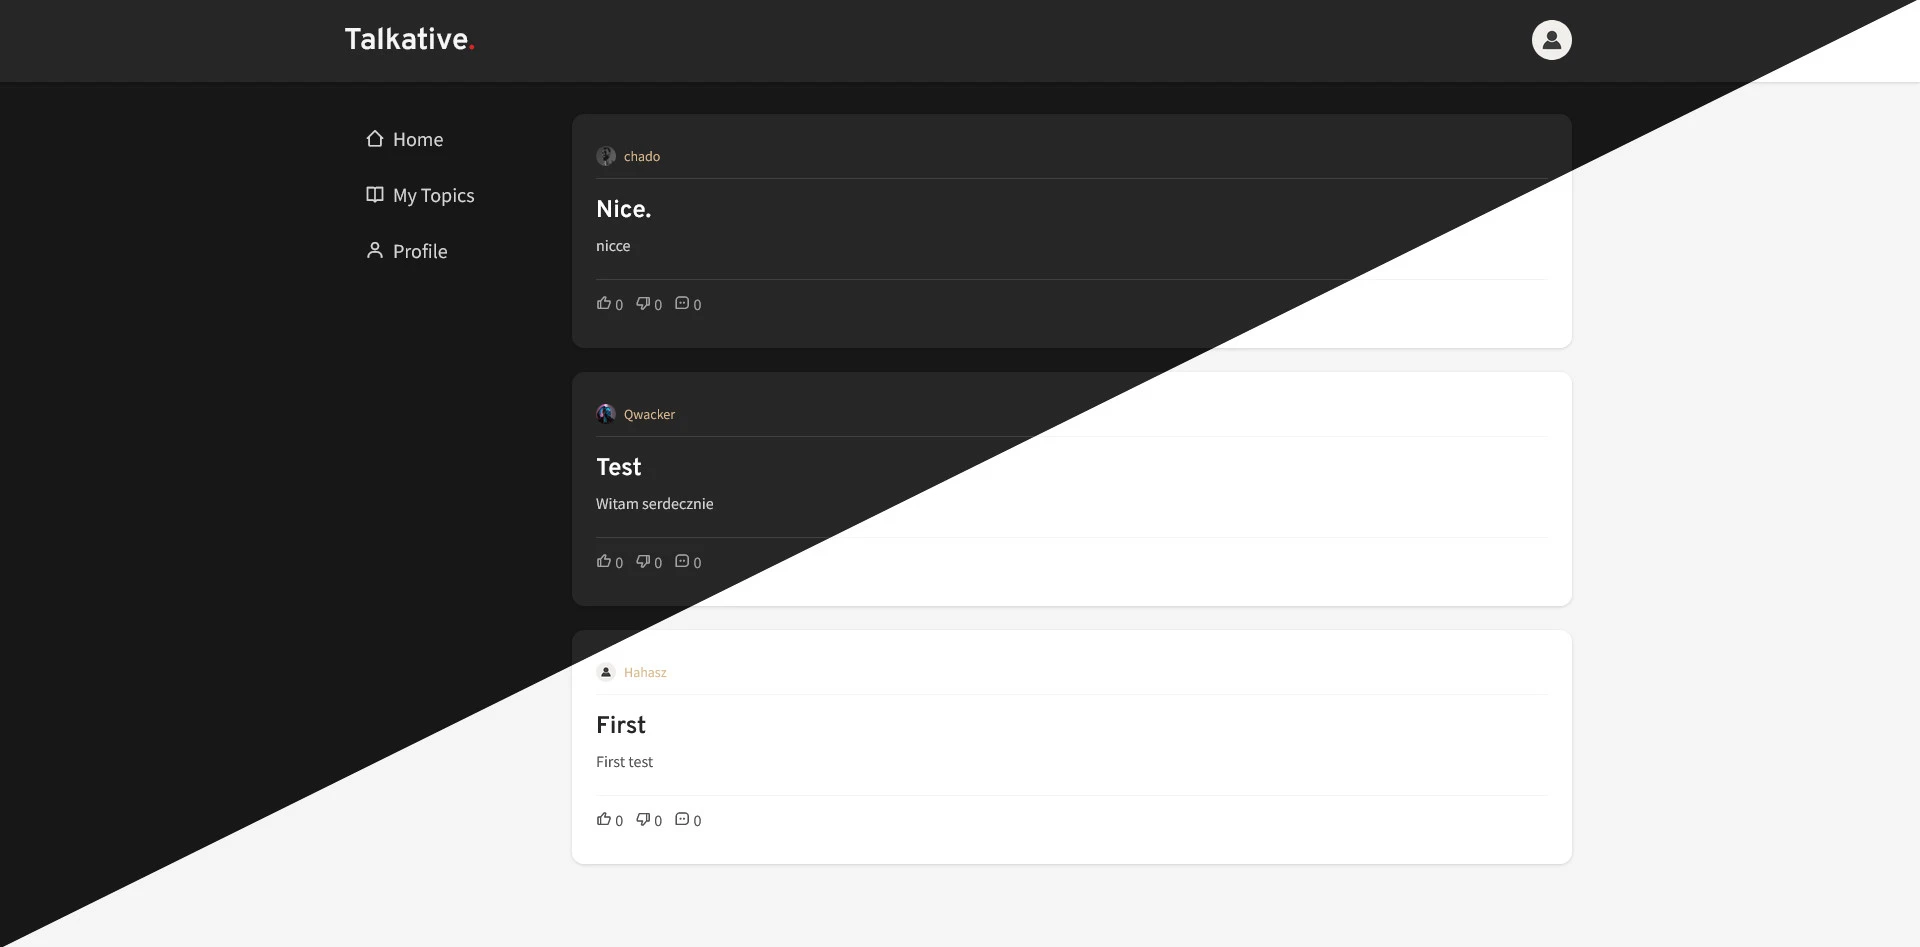 Talkative.
Home
My Topics
Profile
chado
Nice.
nicce
0 0 0
Qwacker
Test
Witam serdecznie
0 0 0
Hahasz
First
First test
0 0 0